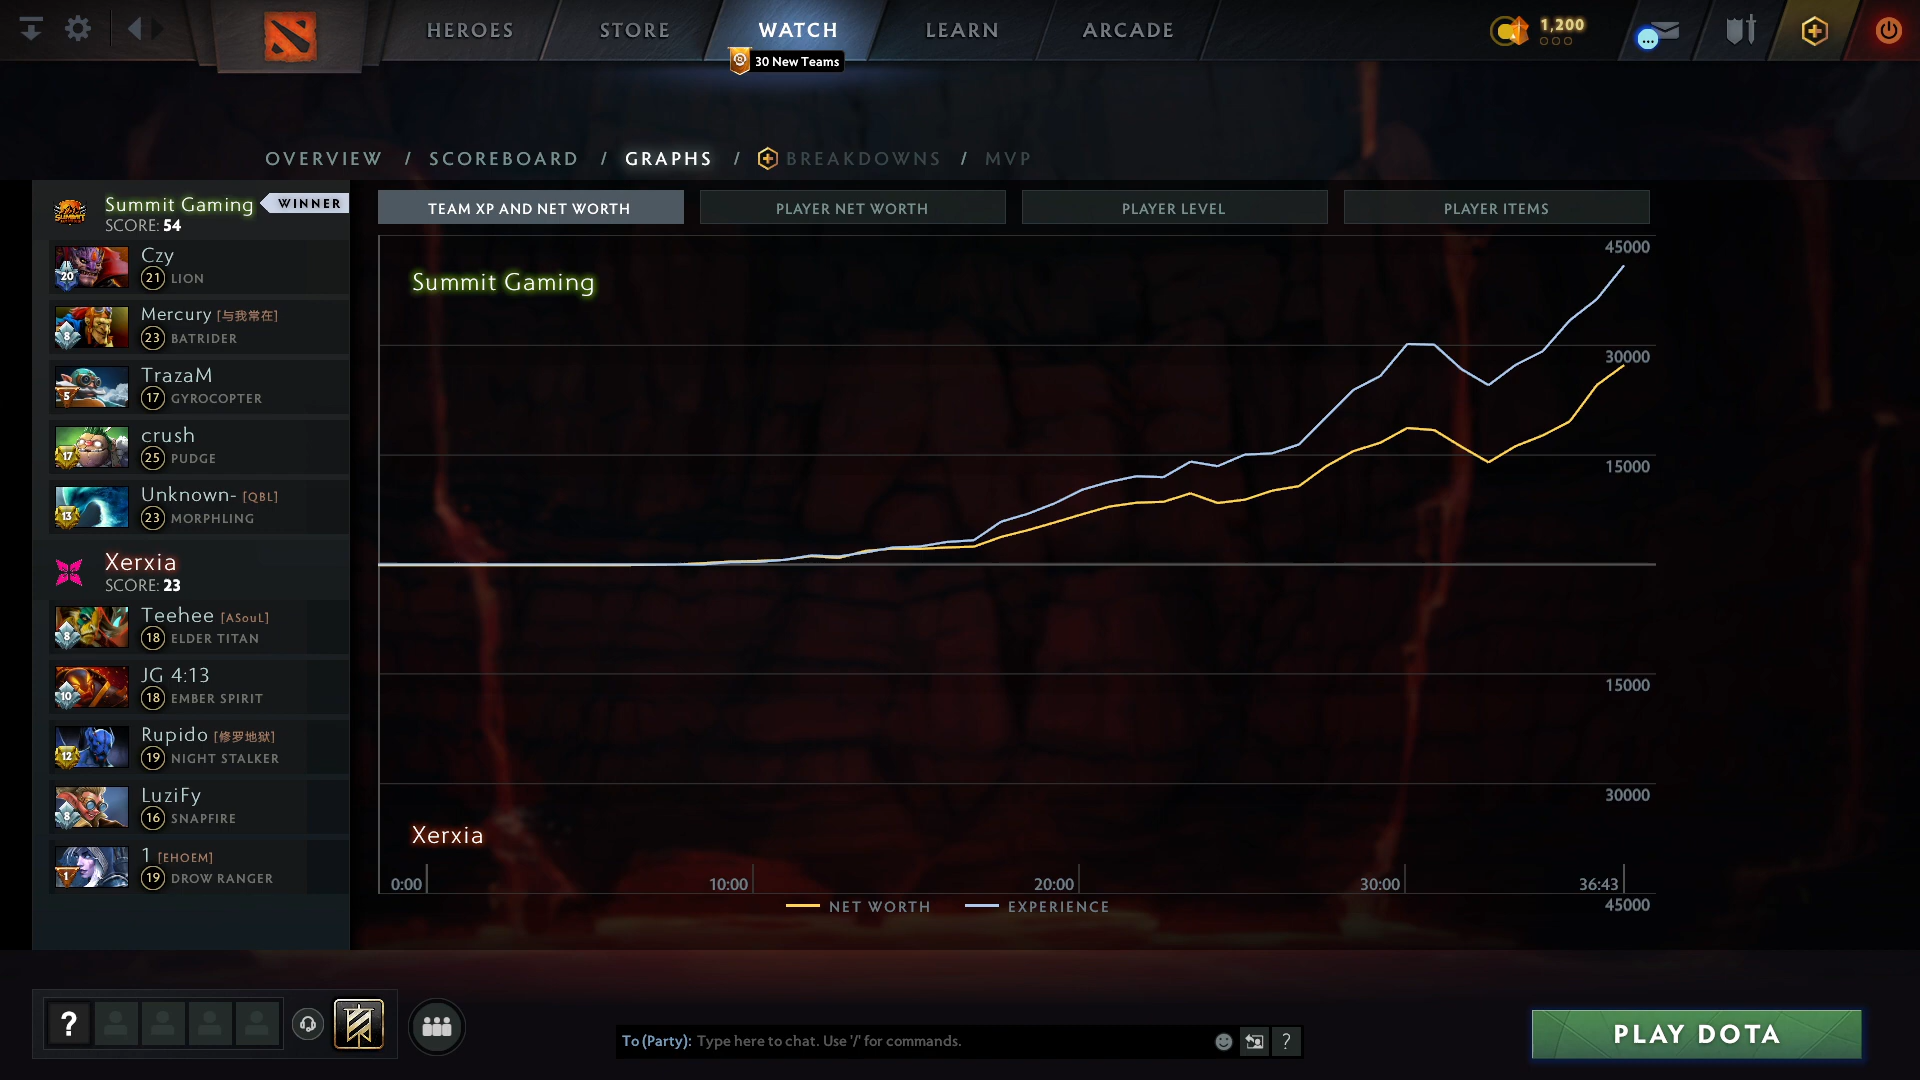 HEROES
STORE
WATCH
LEARN
ARCADE
30 New Teams
1,200
OVERVIEW / SCOREBOARD / GRAPHS / BREAKDOWNS / MVP
Summit Gaming
WINNER
SCORE: 54
20
Czy
21 LION
8
Mercury [与我常在]
23 BATRIDER
5
TrazaM
17 GYROCOPTER
17
crush
25 PUDGE
13
Unknown- [QBL]
23 MORPHLING
Xerxia
SCORE: 23
8
Teehee [ASouL]
18 ELDER TITAN
10
JG 4:13
18 EMBER SPIRIT
12
Rupido [修罗地狱]
19 NIGHT STALKER
8
LuziFy
16 SNAPFIRE
1
1 [EHOEM]
19 DROW RANGER
TEAM XP AND NET WORTH
PLAYER NET WORTH
PLAYER LEVEL
PLAYER ITEMS
45000
Summit Gaming
30000
15000
15000
30000
Xerxia
0:00
10:00
20:00
30:00
36:43
45000
NET WORTH
EXPERIENCE
?
To (Party): Type here to chat. Use '/' for commands.
?
PLAY DOTA